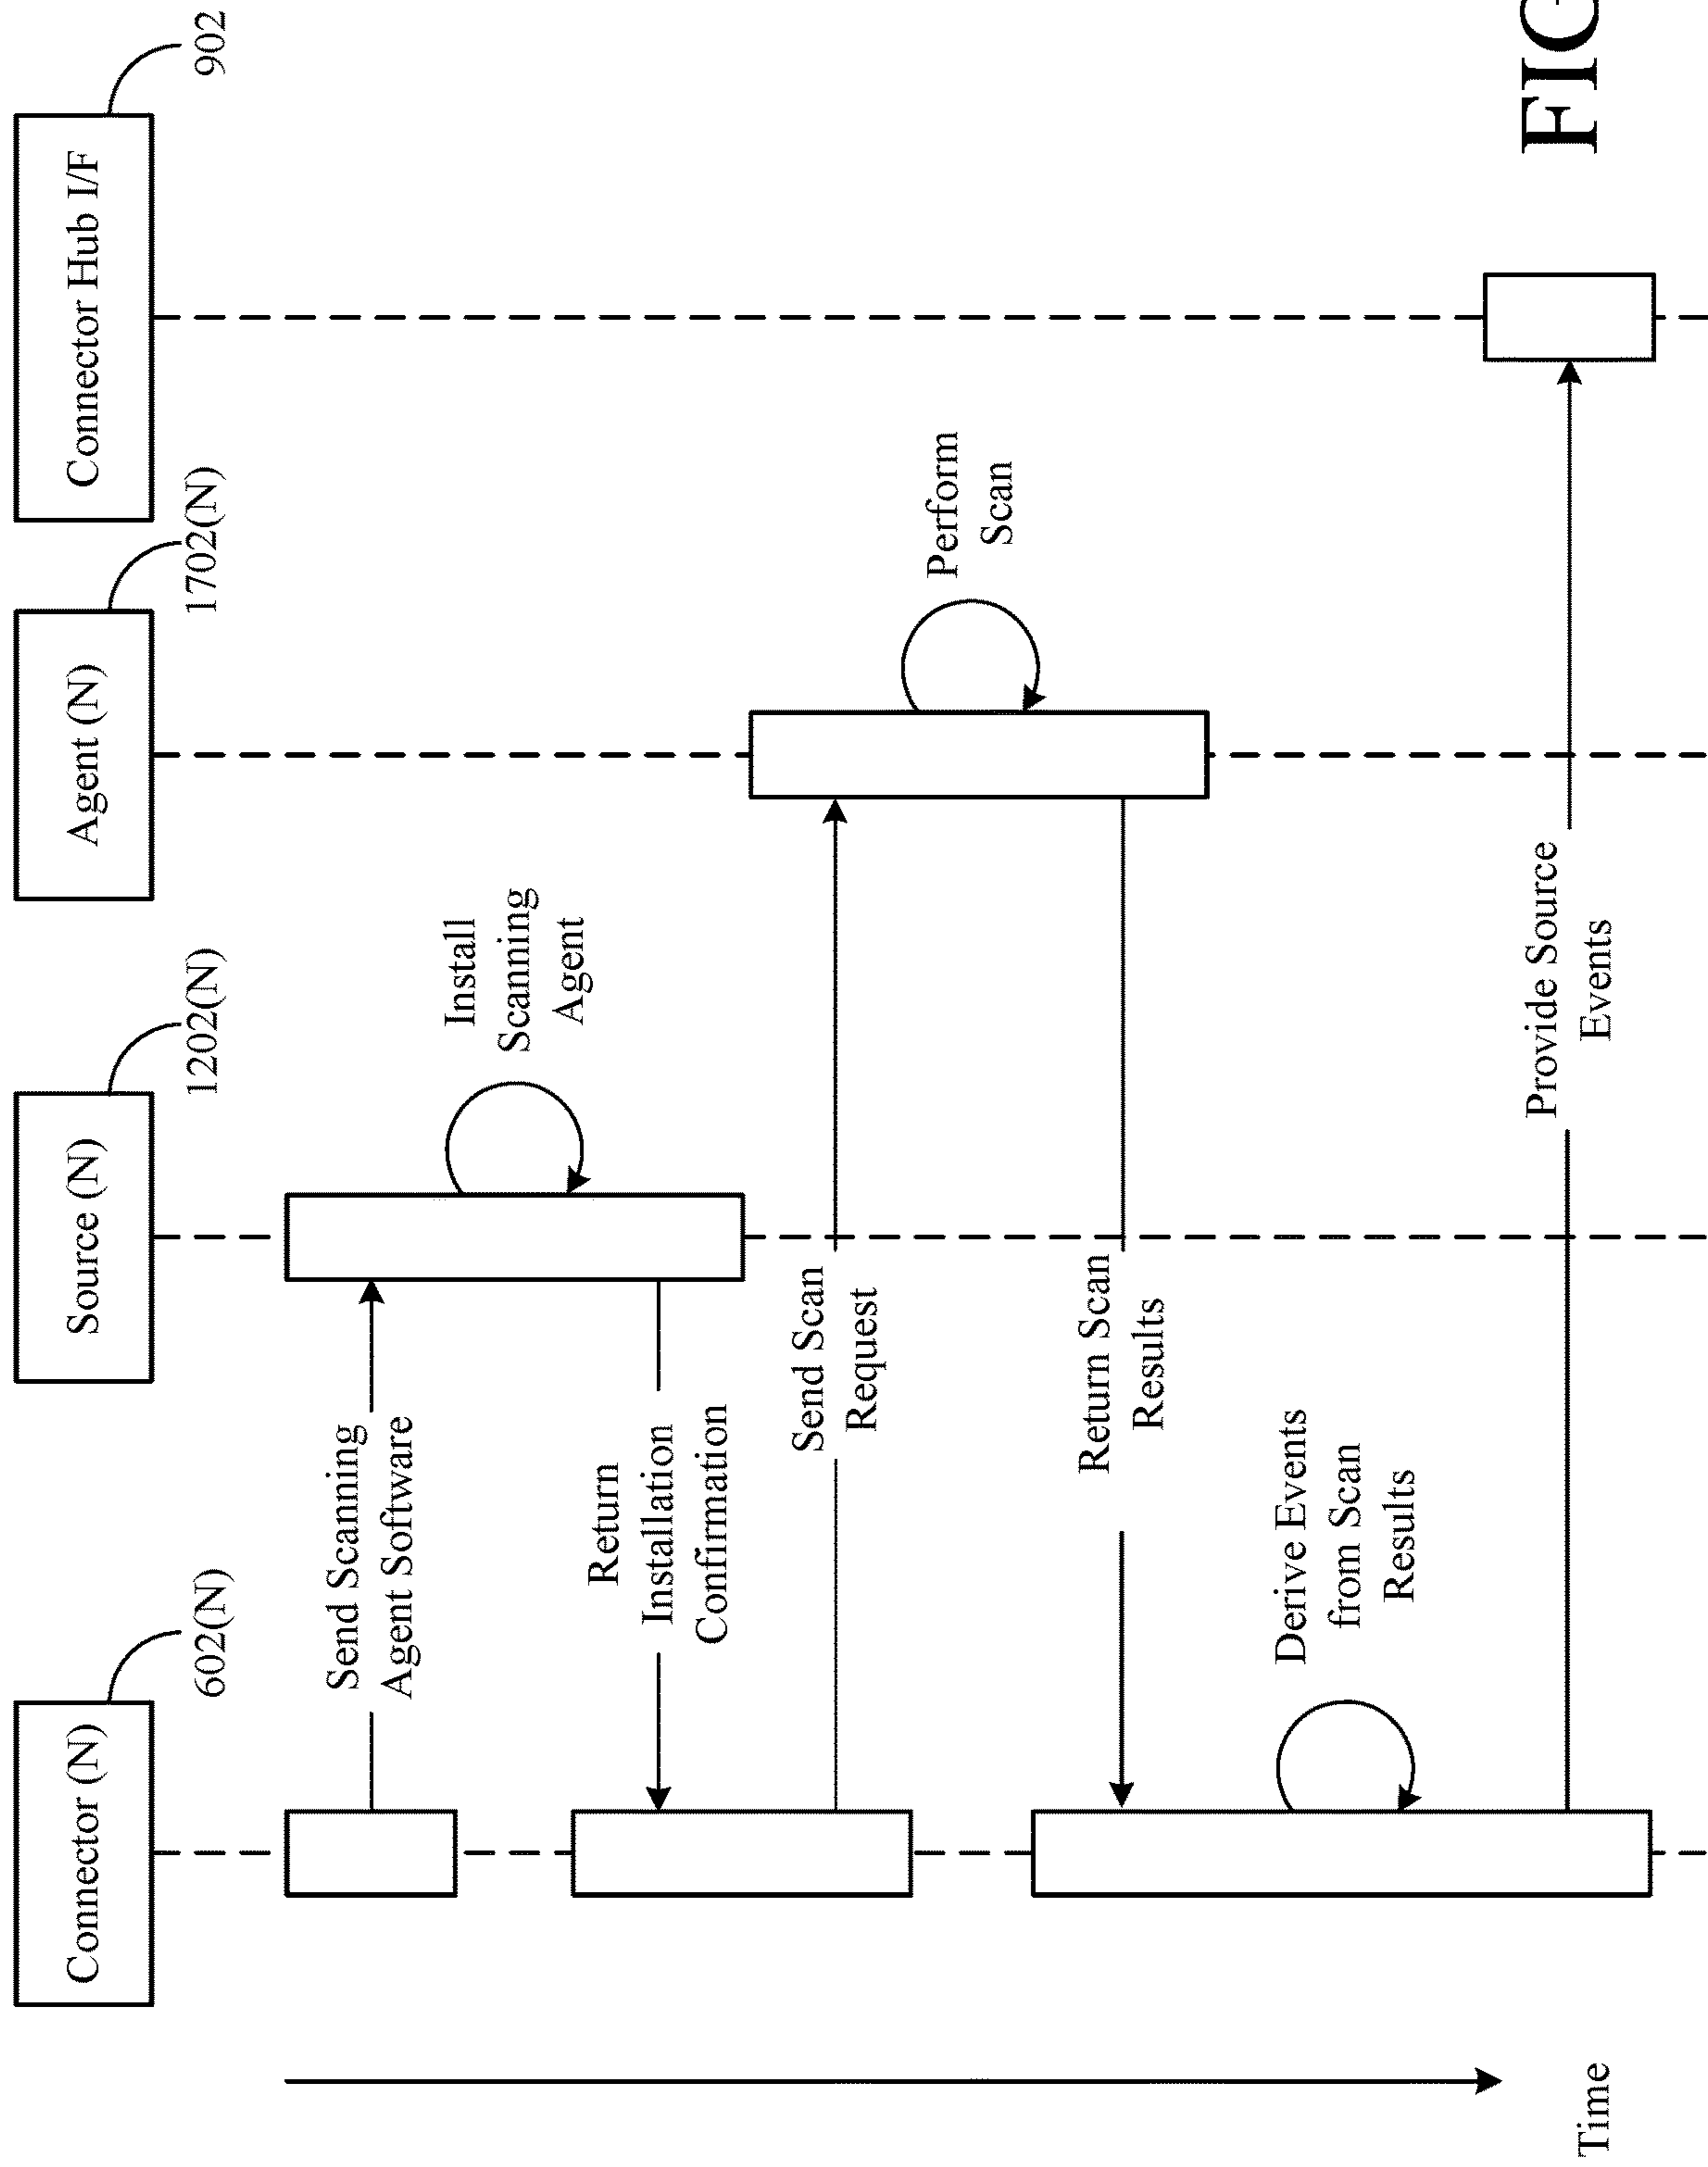 Connector (N)
602(N)
Source (N)
1202(N)
Agent (N)
1702(N)
Connector Hub I/F
902
Send Scanning
Agent Software
Install
Scanning
Agent
Return
Installation
Confirmation
Send Scan
Request
Perform
Scan
Return Scan
Results
Derive Events
from Scan
Results
Provide Source
Events
Time